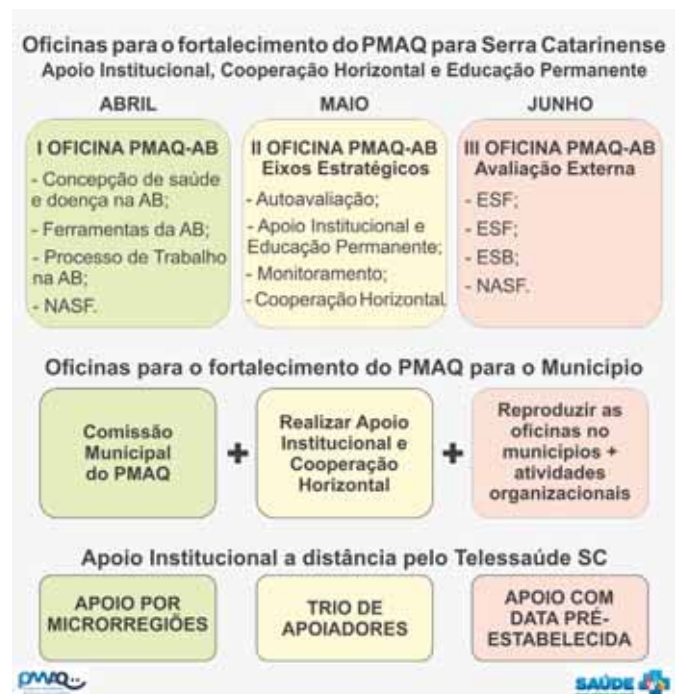 Oficinas para o fortalecimento do PMAQ para Serra Catarinense
Apoio Institucional, Cooperação Horizontal e Educação Permanente
ABRIL
I OFICINA PMAQ-AB
- Concepção de saúde
e doença na AB;
- Ferramentas da AB;
- Processo de Trabalho
na AB;
- NASF.
MAIO
II OFICINA PMAQ-AB
Eixos Estratégicos
- Autoavaliação;
- Apoio Institucional e
Educação Permanente;
- Monitoramento;
- Cooperação Horizontal.
JUNHO
III OFICINA PMAQ-AB
Avaliação Externa
- ESF;
- ESF;
- ESB;
- NASF.
Oficinas para o fortalecimento do PMAQ para o Município
Comissão
Municipal
do PMAQ
+
Realizar Apoio
Institucional e
Cooperação
Horizontal
+
Reproduzir as
oficinas no
municipios +
atividades
organizacionais
Apoio Institucional a distância pelo Telessaúde SC
APOIO POR
MICRORREGIÕES
TRIO DE
APOIADORES
APOIO COM
DATA PRÉ-
ESTABELECIDA
pmaq
SAÚDE